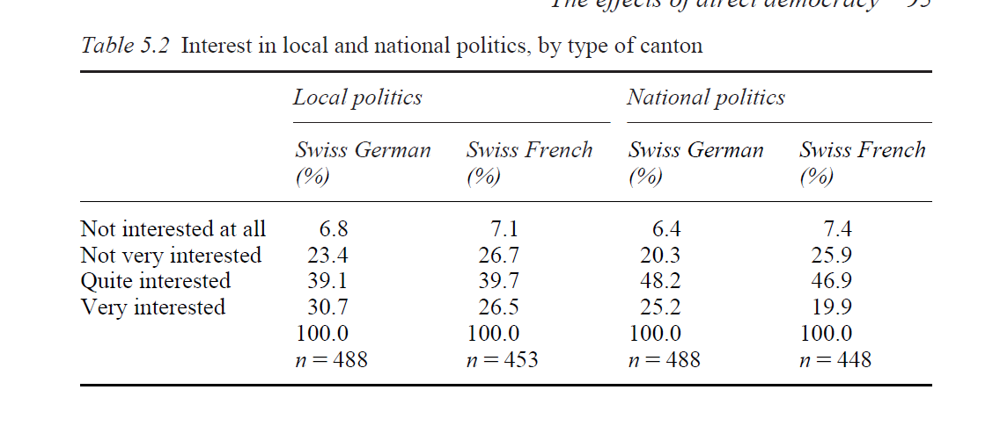 The effects of direct democracy 95
Table 5.2 Interest in local and national politics, by type of canton
Local politics National politics
Swiss German Swiss French Swiss German Swiss French
(%) (%) (%) (%)
Not interested at all 6.8 7.1 6.4 7.4
Not very interested 23.4 26.7 20.3 25.9
Quite interested 39.1 39.7 48.2 46.9
Very interested 30.7 26.5 25.2 19.9
100.0 100.0 100.0 100.0
n = 488 n = 453 n = 488 n = 448